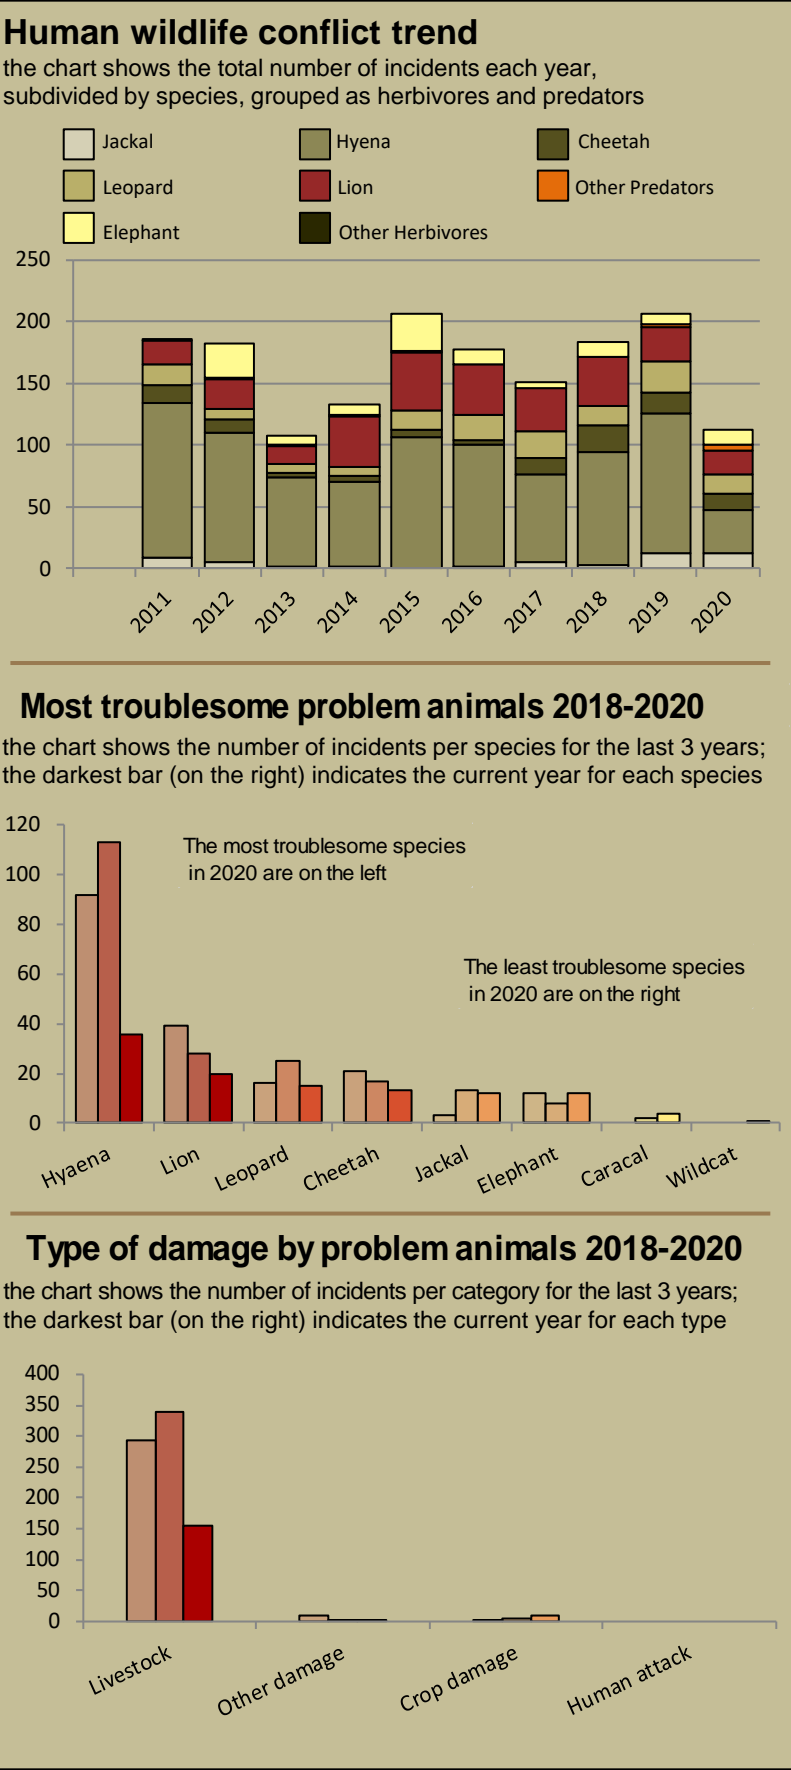 Human wildlife conflict trend
the chart shows the total number of incidents each year,
subdivided by species, grouped as herbivores and predators
Jackal Hyena Cheetah
Leopard Lion Other Predators
Elephant Other Herbivores
250
200
150
100
50
0
2011 2012 2013 2014 2015 2016 2017 2018 2019 2020
Most troublesome problem animals 2018-2020
the chart shows the number of incidents per species for the last 3 years;
the darkest bar (on the right) indicates the current year for each species
120
The most troublesome species
in 2020 are on the left
100
80
The least troublesome species
in 2020 are on the right
60
40
20
0
Hyaena Lion Leopard Cheetah Jackal Elephant Caracal Wildcat
Type of damage by problem animals 2018-2020
the chart shows the number of incidents per category for the last 3 years;
the darkest bar (on the right) indicates the current year for each type
400
350
300
250
200
150
100
50
0
Livestock Other damage Crop damage Human attack